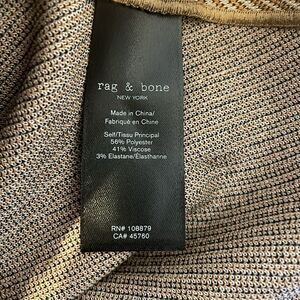 rag & bone
NEW YORK
Made in China/
Fabriqué en Chine
Self/Tissu Principal
56% Polyester
41% Viscose
3% Elastane/Elasthanne
RN# 108879
CA# 45760